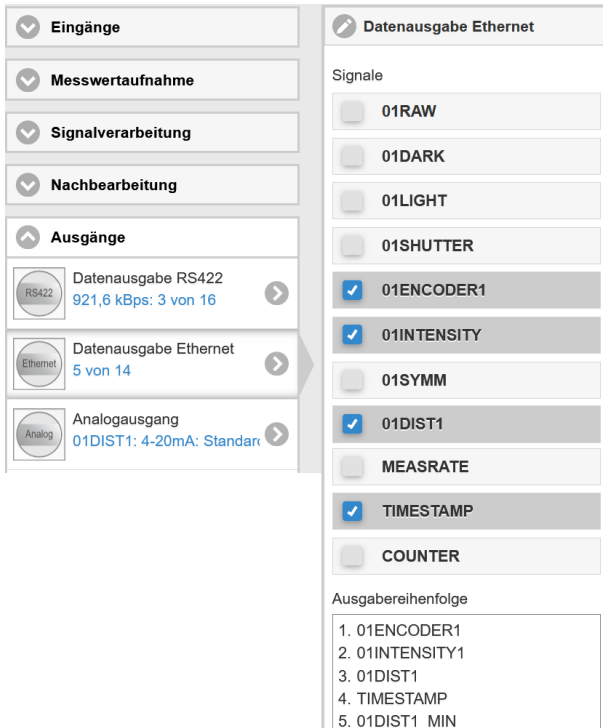 Eingänge
Messwertaufnahme
Signalverarbeitung
Nachbearbeitung
Ausgänge
RS422
Datenausgabe RS422
921,6 kBps: 3 von 16
Ethernet
Datenausgabe Ethernet
5 von 14
Analog
Analogausgang
01DIST1: 4-20mA: Standar
Datenausgabe Ethernet
Signale
01RAW
01DARK
01LIGHT
01SHUTTER
01ENCODER1
01INTENSITY
01SYMM
01DIST1
MEASRATE
TIMESTAMP
COUNTER
Ausgabereihenfolge
1. 01ENCODER1
2. 01INTENSITY1
3. 01DIST1
4. TIMESTAMP
5. 01DIST1_MIN